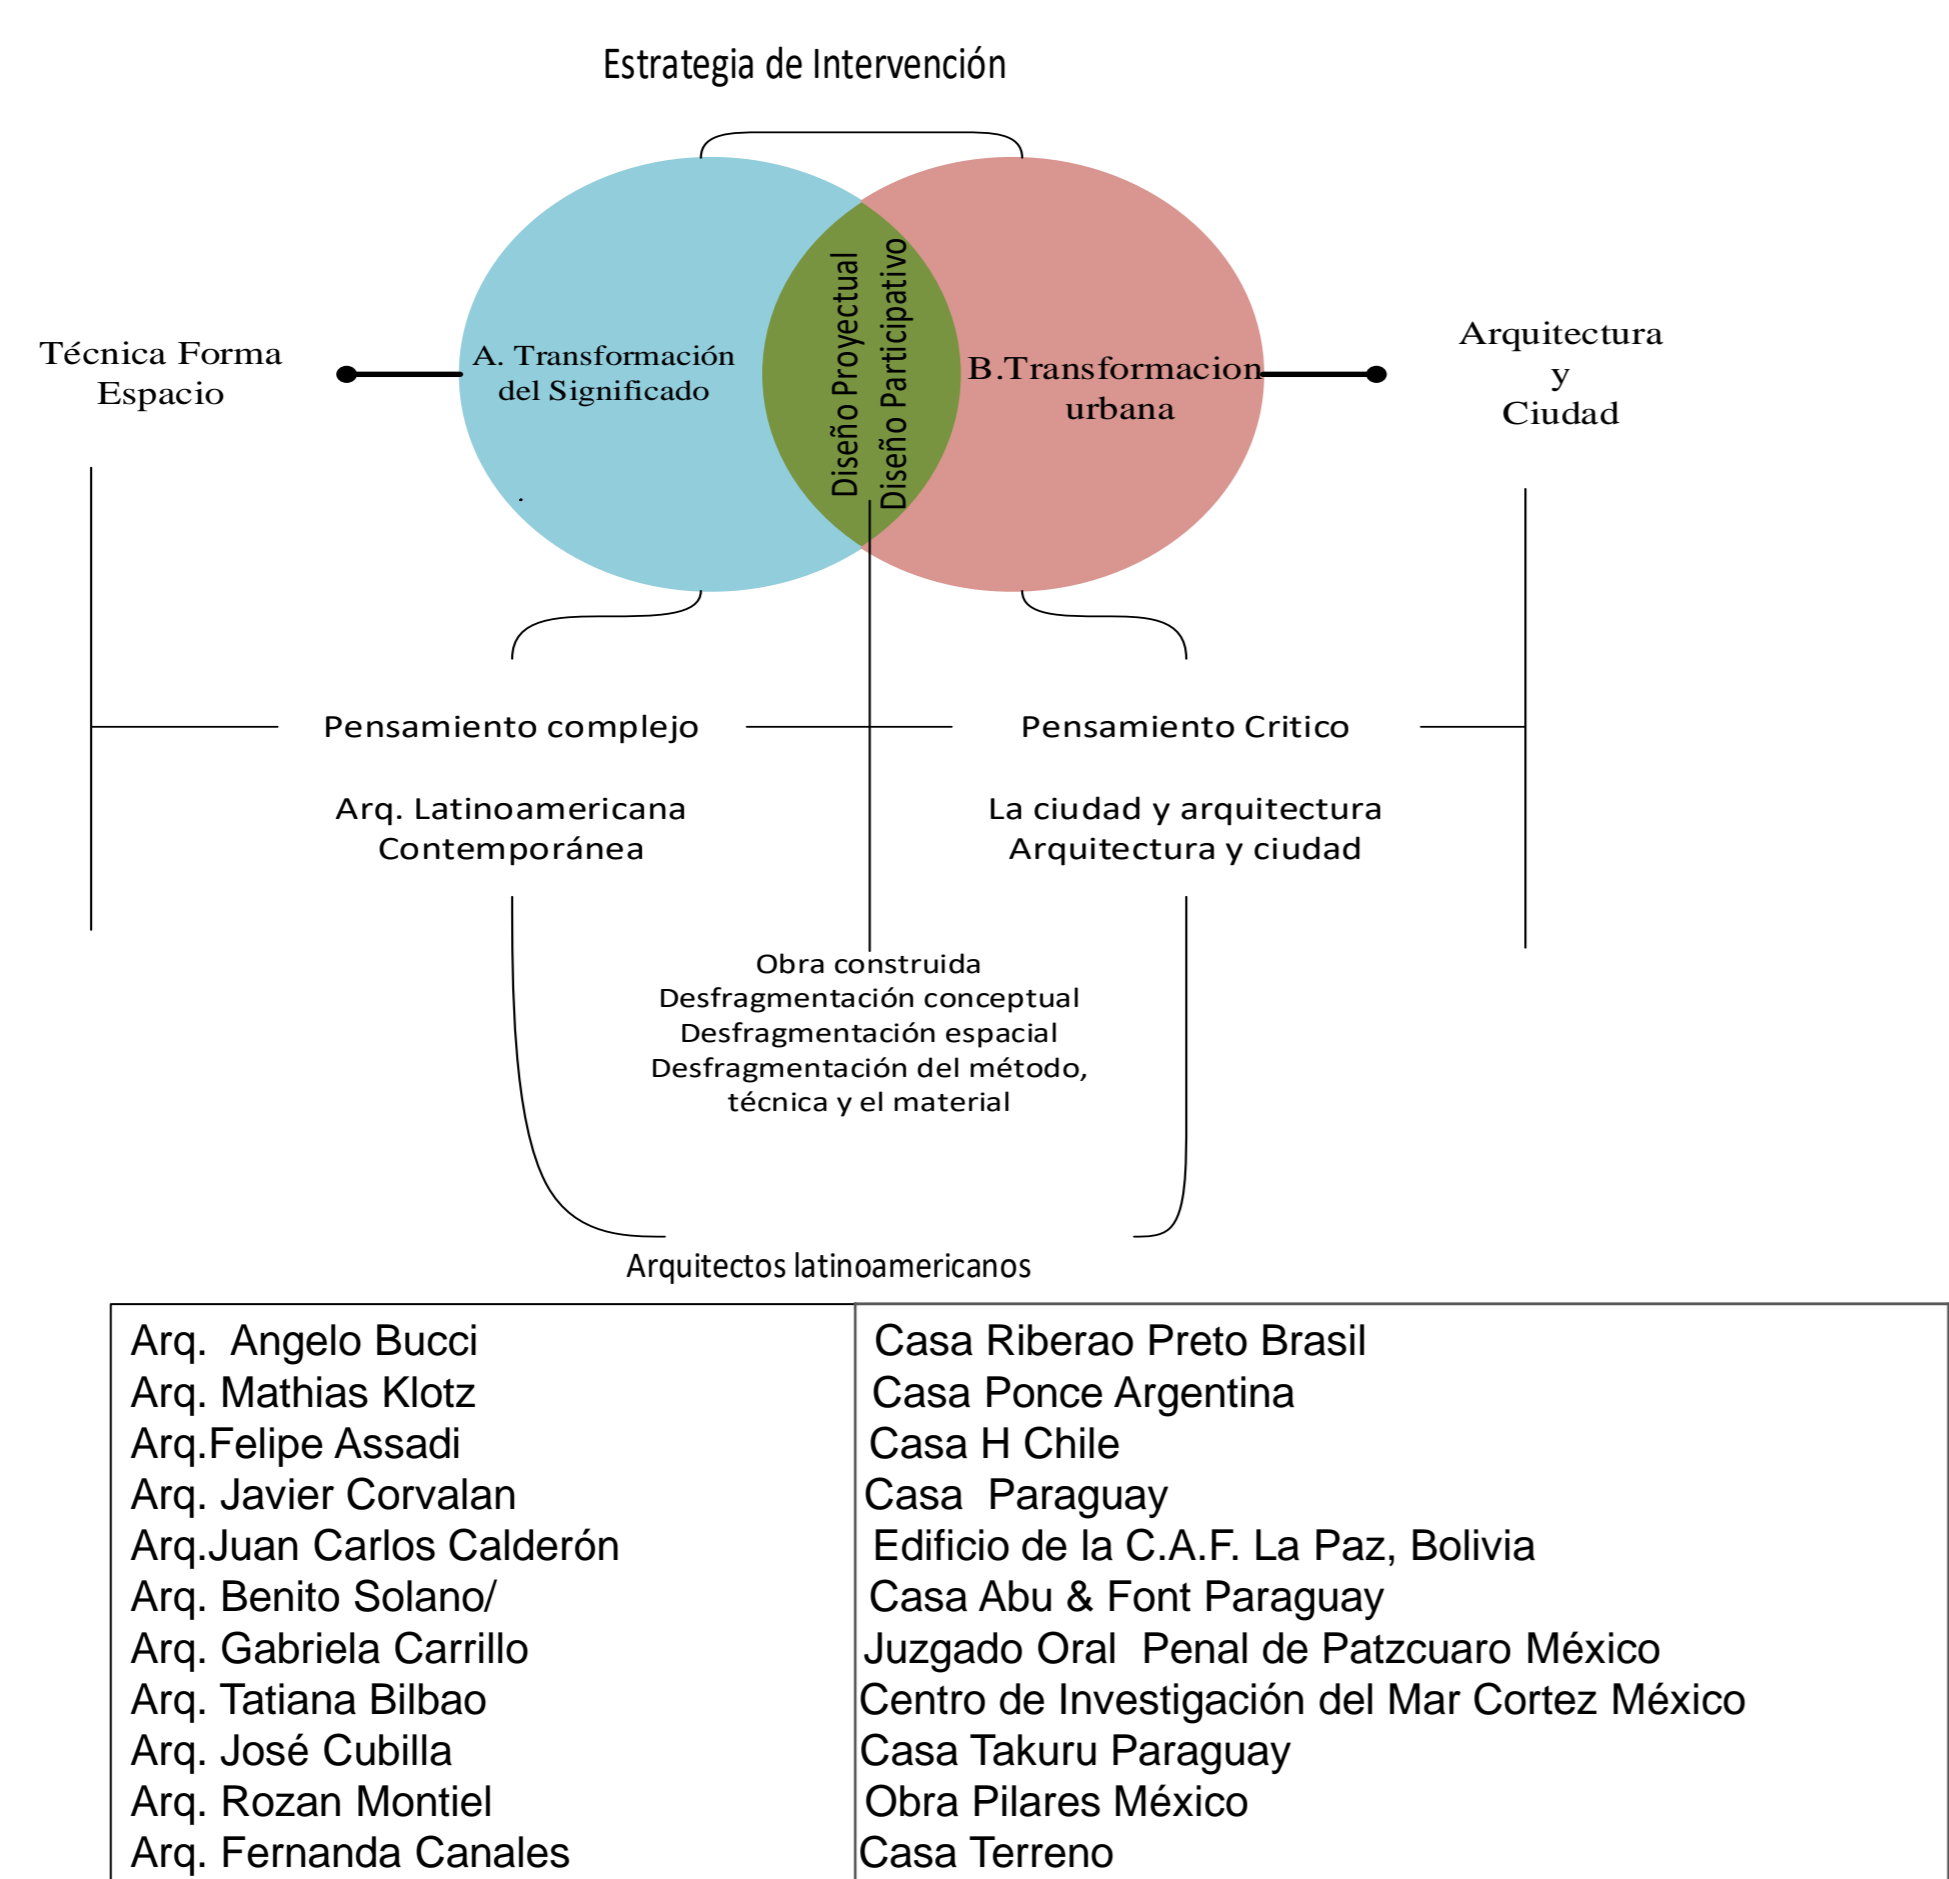 Estrategia de Intervención
Diseño Proyectual
Diseño Participativo
Técnica Forma
Espacio
A. Transformación
del Significado
B.Transformacion
urbana
Arquitectura
y
Ciudad
Pensamiento complejo
Pensamiento Critico
Arq. Latinoamericana
Contemporánea
La ciudad y arquitectura
Arquitectura y ciudad
Obra construida
Desfragmentación conceptual
Desfragmentación espacial
Desfragmentación del método,
técnica y el material
Arquitectos latinoamericanos
Arq. Angelo Bucci Casa Riberao Preto Brasil
Arq. Mathias Klotz Casa Ponce Argentina
Arq.Felipe Assadi Casa H Chile
Arq. Javier Corvalan Casa Paraguay
Arq.Juan Carlos Calderón Edificio de la C.A.F. La Paz, Bolivia
Arq. Benito Solano/ Casa Abu & Font Paraguay
Arq. Gabriela Carrillo Juzgado Oral Penal de Patzcuaro México
Arq. Tatiana Bilbao Centro de Investigación del Mar Cortez México
Arq. José Cubilla Casa Takuru Paraguay
Arq. Rozan Montiel Obra Pilares México
Arq. Fernanda Canales Casa Terreno